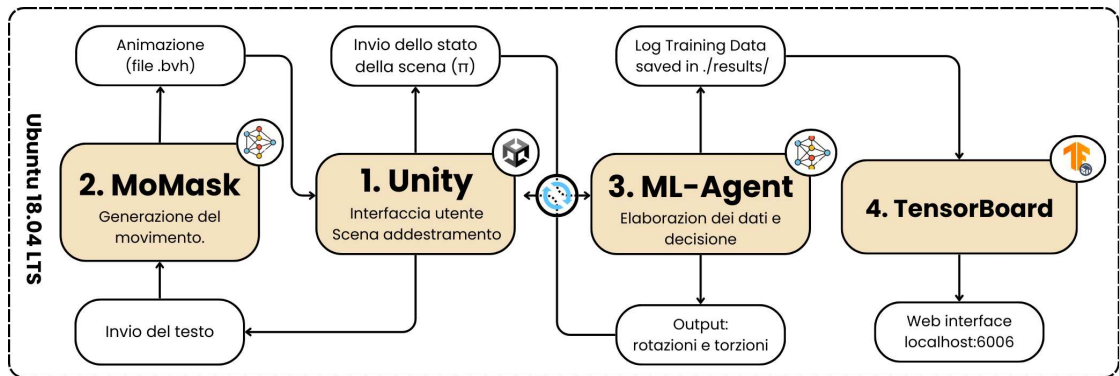 Ubuntu 18.04 LTS
Animazione
(file .bvh)
2. MoMask
Generazione del
movimento.
Invio del testo
Invio dello stato
della scena (π)
1. Unity
Interfaccia utente
Scena addestramento
Log Training Data
saved in ./results/
3. ML-Agent
Elaborazion dei dati e
decisione
Output:
rotazioni e torzioni
4. TensorBoard
Web interface
localhost:6006